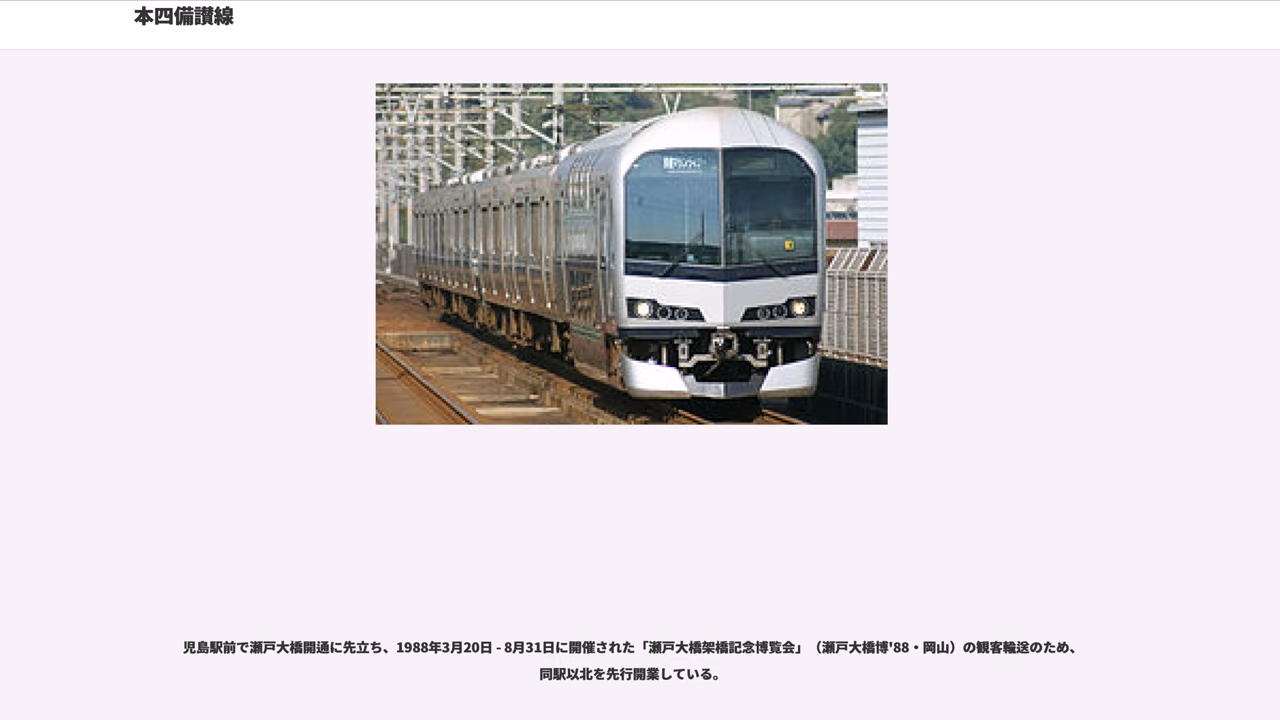 本四備讃線
児島駅前で瀬戸大橋開通に先立ち、1988年3月20日 - 8月31日に開催された「瀬戸大橋架橋記念博覧会」（瀬戸大橋博'88・岡山）の観客輸送のため、
同駅以北を先行開業している。